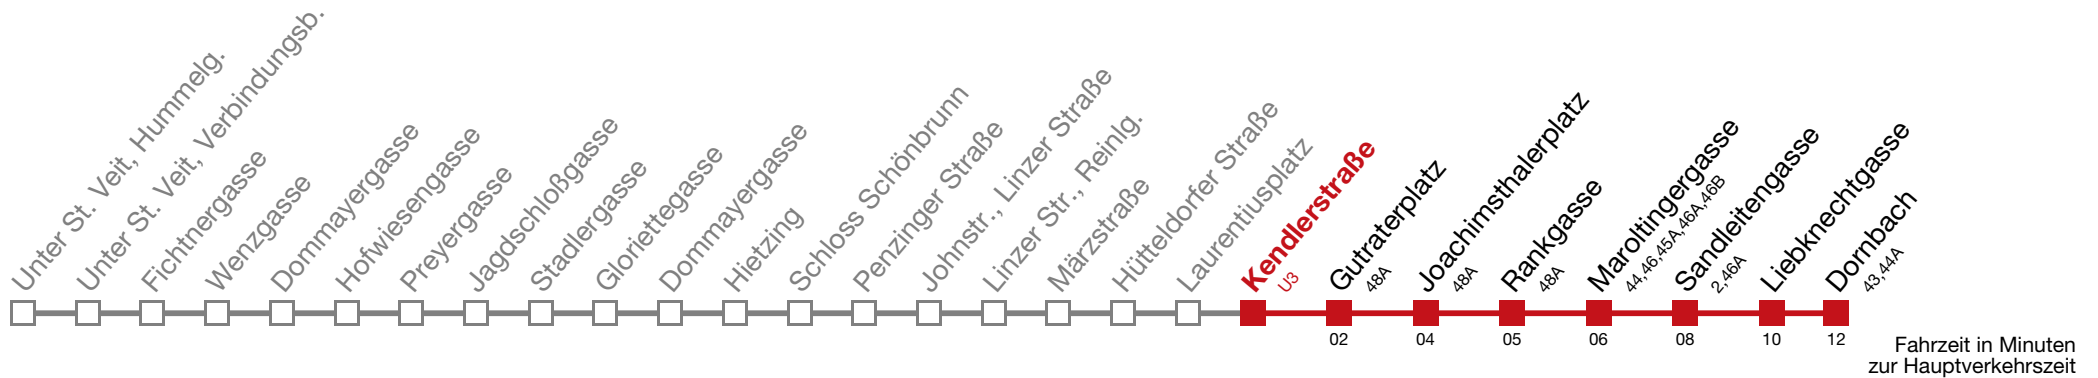 Unter St. Veit, Hummelg.
Unter St. Veit, Verbindungsb.
Fichtnergasse
Wenzgasse
Dommayergasse
Hofwiesengasse
Preyergasse
Jagdschloßgasse
Stadlergasse
Gloriettegasse
Dommayergasse
Hietzing
Schloss Schönbrunn
Penzinger Straße
Johnstr., Linzer Straße
Linzer Str., Reinlg.
Märzstraße
Hütteldorfer Straße
Laurentiusplatz
Kendlerstraße
U3
Gutraterplatz
48A
Joachimsthalerplatz
48A
Rankgasse
48A
Maroltingergasse
44,46,45A,46A,46B
Sandleitengasse
2,46A
Liebknechtgasse
Dornbach
43,44A
02 04 05 06 08 10 12
Fahrzeit in Minuten
zur Hauptverkehrszeit